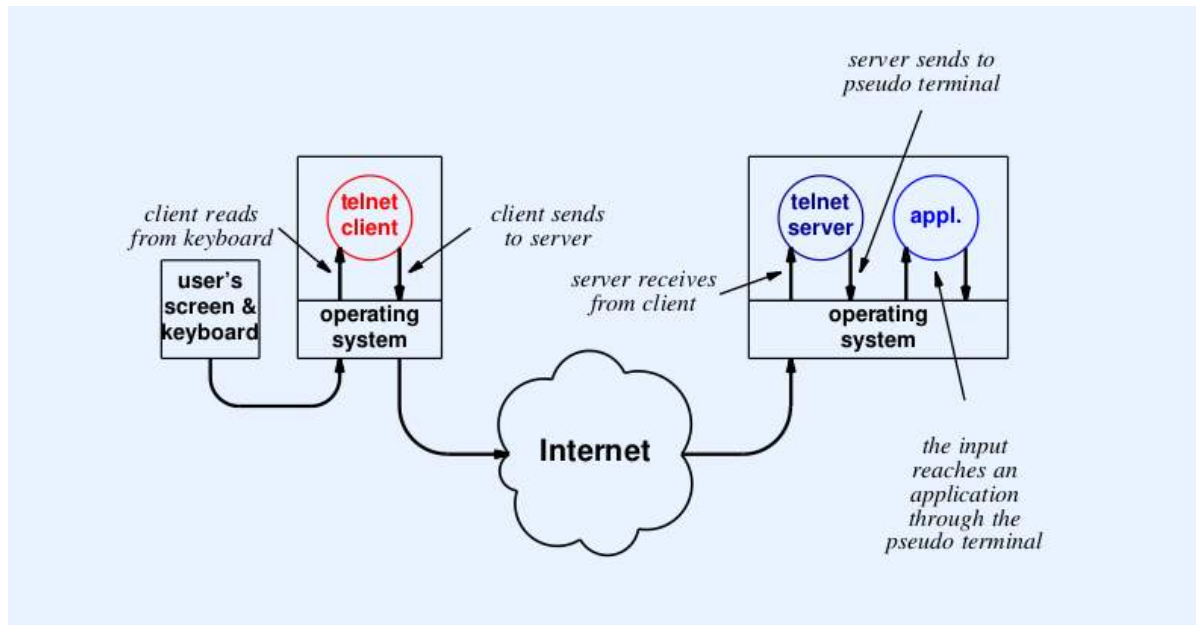 server sends to
pseudo terminal
client reads
from keyboard
telnet
client
client sends
to server
telnet
server
appl.
server receives
from client
user's
screen &
keyboard
operating
system
operating
system
Internet
the input
reaches an
application
through the
pseudo terminal